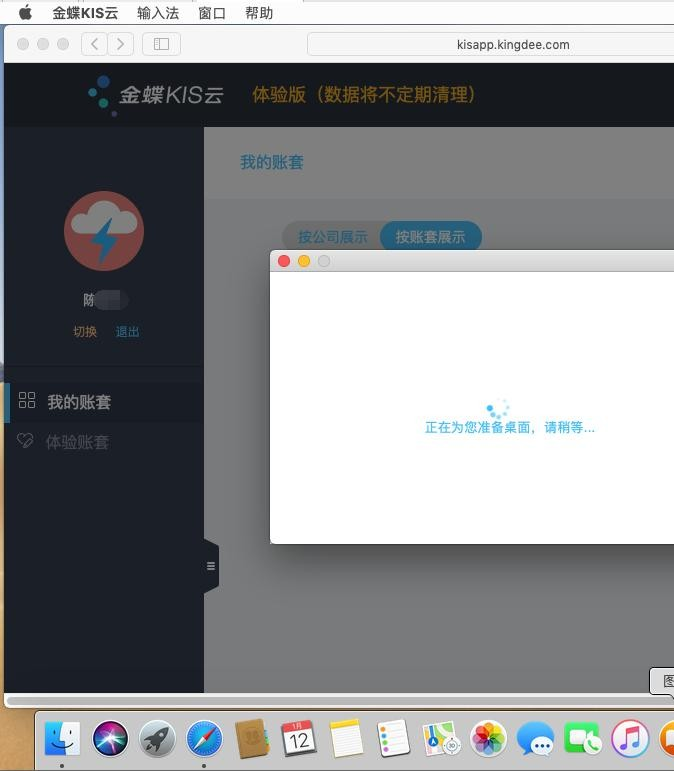 金蝶KIS云 输入法 窗口 帮助
kisapp.kingdee.com
金蝶KIS云 体验版（数据将不定期清理）
我的账套
按公司展示 按账套展示
陈
切换 退出
我的账套
体验账套
正在为您准备桌面，请稍等...
1月
12